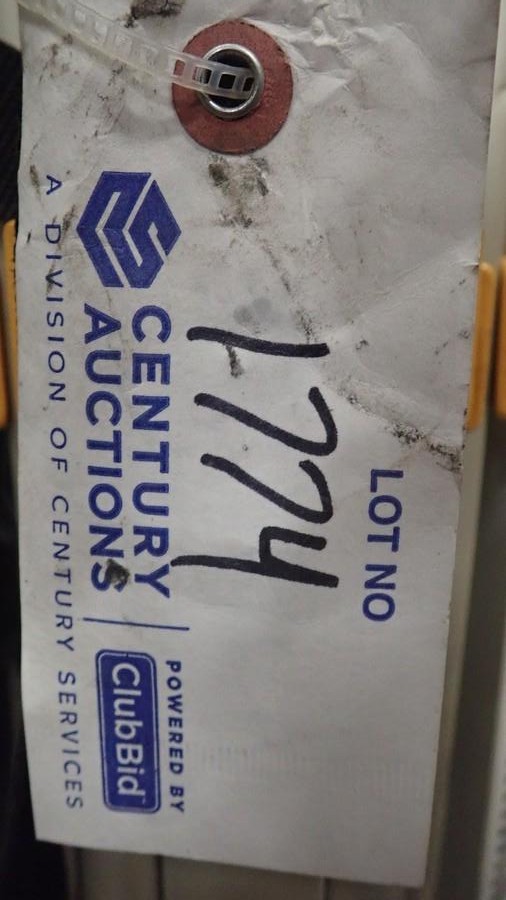 LOT NO
1774
CENTURY
AUCTIONS
A DIVISION OF CENTURY SERVICES
POWERED BY
ClubBid